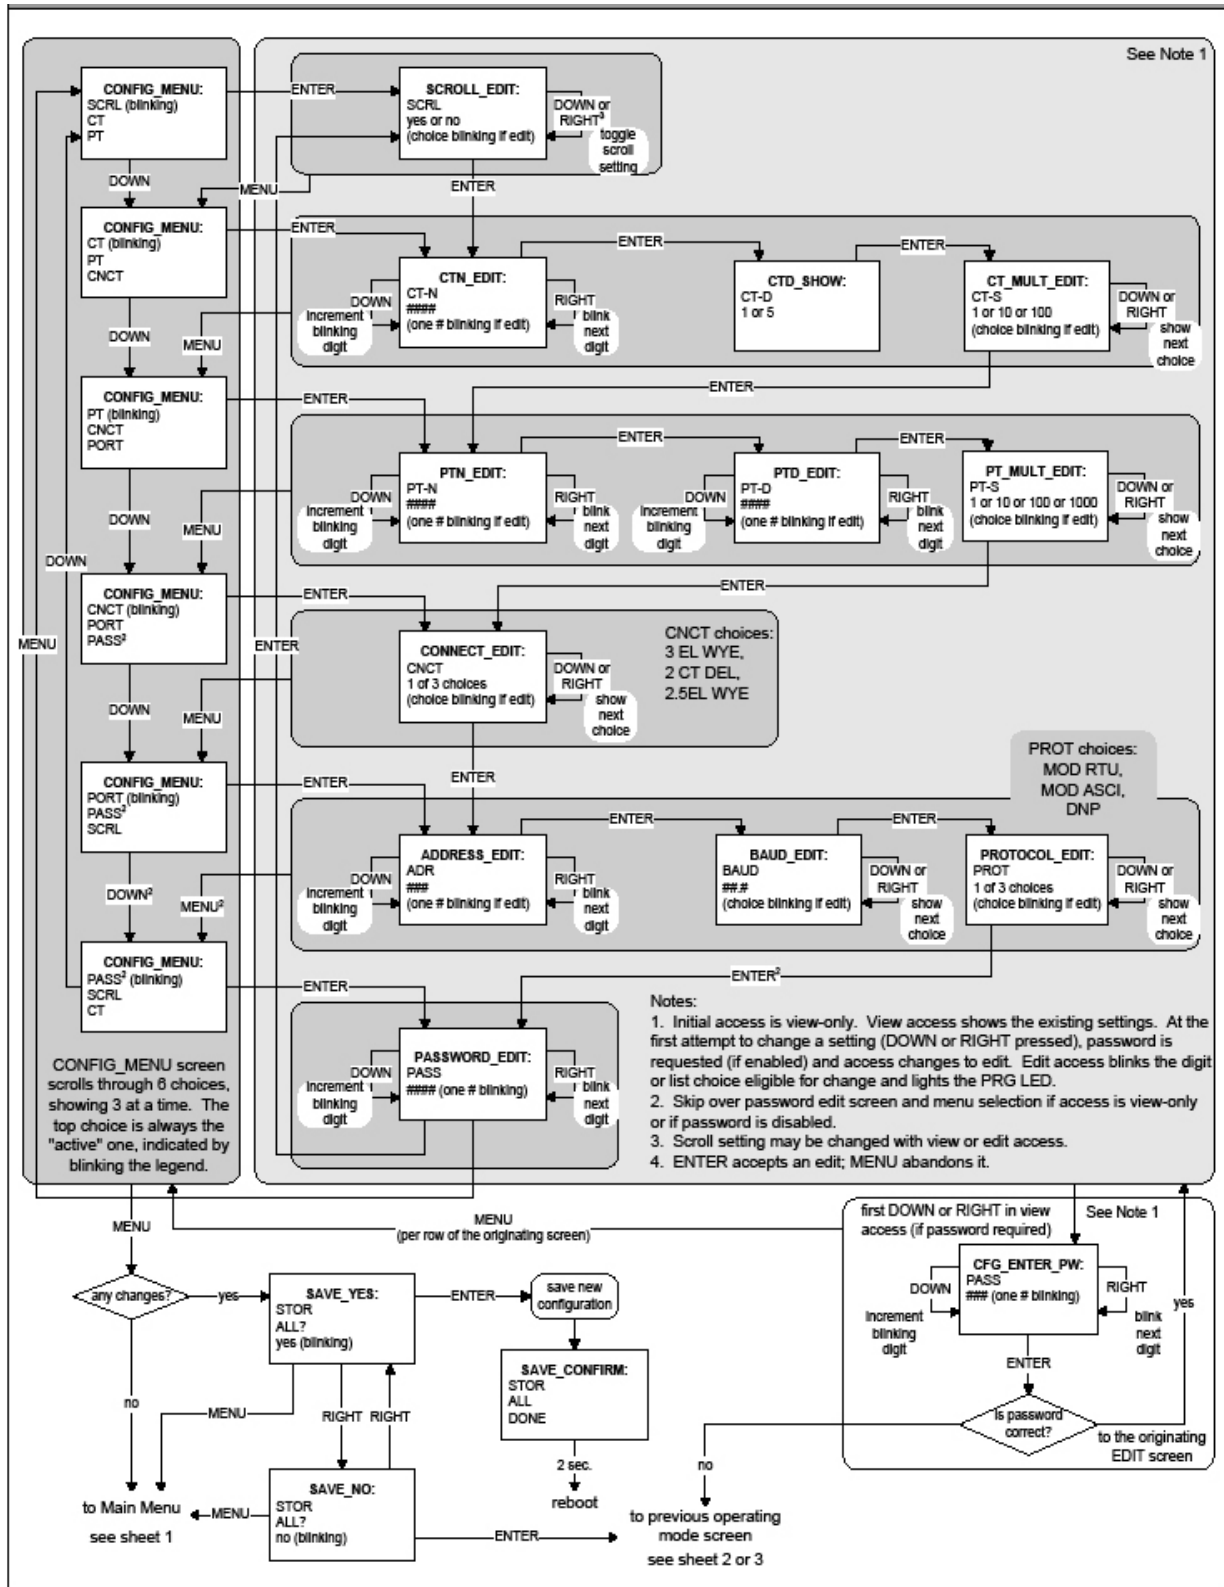 See Note 1
CONFIG_MENU:
SCRL (blinking)
CT
PT
ENTER
SCROLL_EDIT:
SCRL
yes or no
(choice blinking if edit)
DOWN or
RIGHT³
toggle
scroll
setting
DOWN
MENU
ENTER
CONFIG_MENU:
CT (blinking)
PT
CNCT
ENTER
CTN_EDIT:
CT-N
####
(one # blinking if edit)
DOWN
Increment
blinking
digit
RIGHT
blink
next
digit
ENTER
CTD_SHOW:
CT-D
1 or 5
ENTER
CT_MULT_EDIT:
CT-S
1 or 10 or 100
(choice blinking if edit)
DOWN or
RIGHT
show
next
choice
DOWN
MENU
ENTER
CONFIG_MENU:
PT (blinking)
CNCT
PORT
ENTER
PTN_EDIT:
PT-N
####
(one # blinking if edit)
DOWN
Increment
blinking
digit
RIGHT
blink
next
digit
ENTER
PTD_EDIT:
PT-D
####
(one # blinking if edit)
DOWN
Increment
blinking
digit
RIGHT
blink
next
digit
ENTER
PT_MULT_EDIT:
PT-S
1 or 10 or 100 or 1000
(choice blinking if edit)
DOWN or
RIGHT
show
next
choice
DOWN
MENU
DOWN
ENTER
CONFIG_MENU:
CNCT (blinking)
PORT
PASS²
ENTER
MENU
ENTER
CONNECT_EDIT:
CNCT
1 of 3 choices
(choice blinking if edit)
DOWN or
RIGHT
show
next
choice
CNCT choices:
3 EL WYE,
2 CT DEL,
2.5EL WYE
DOWN
MENU
ENTER
PROT choices:
MOD RTU,
MOD ASCI,
DNP
CONFIG_MENU:
PORT (blinking)
PASS²
SCRL
ENTER
ADDRESS_EDIT:
ADR
###
(one # blinking if edit)
DOWN
Increment
blinking
digit
RIGHT
blink
next
digit
ENTER
BAUD_EDIT:
BAUD
##.#
(choice blinking if edit)
DOWN or
RIGHT
show
next
choice
ENTER
PROTOCOL_EDIT:
PROT
1 of 3 choices
(choice blinking if edit)
DOWN or
RIGHT
show
next
choice
DOWN²
MENU²
ENTER²
CONFIG_MENU:
PASS² (blinking)
SCRL
CT
ENTER
PASSWORD_EDIT:
PASS
#### (one # blinking)
DOWN
Increment
blinking
digit
RIGHT
blink
next
digit
Notes:
1. Initial access is view-only. View access shows the existing settings. At the
first attempt to change a setting (DOWN or RIGHT pressed), password is
requested (if enabled) and access changes to edit. Edit access blinks the digit
or list choice eligible for change and lights the PRG LED.
2. Skip over password edit screen and menu selection if access is view-only
or if password is disabled.
3. Scroll setting may be changed with view or edit access.
4. ENTER accepts an edit; MENU abandons it.
CONFIG_MENU screen
scrolls through 6 choices,
showing 3 at a time. The
top choice is always the
"active" one, indicated by
blinking the legend.
MENU
MENU
(per row of the originating screen)
first DOWN or RIGHT in view
access (if password required)
See Note 1
CFG_ENTER_PW:
PASS
### (one # blinking)
DOWN
Increment
blinking
digit
RIGHT
blink
next
digit
yes
ENTER
Is password
correct?
to the originating
EDIT screen
no
to previous operating
mode screen
see sheet 2 or 3
any changes?
yes
SAVE_YES:
STOR
ALL?
yes (blinking)
ENTER
save new
configuration
SAVE_CONFIRM:
STOR
ALL
DONE
2 sec.
reboot
no
MENU
RIGHT
RIGHT
SAVE_NO:
STOR
ALL?
no (blinking)
MENU
ENTER
to Main Menu
see sheet 1